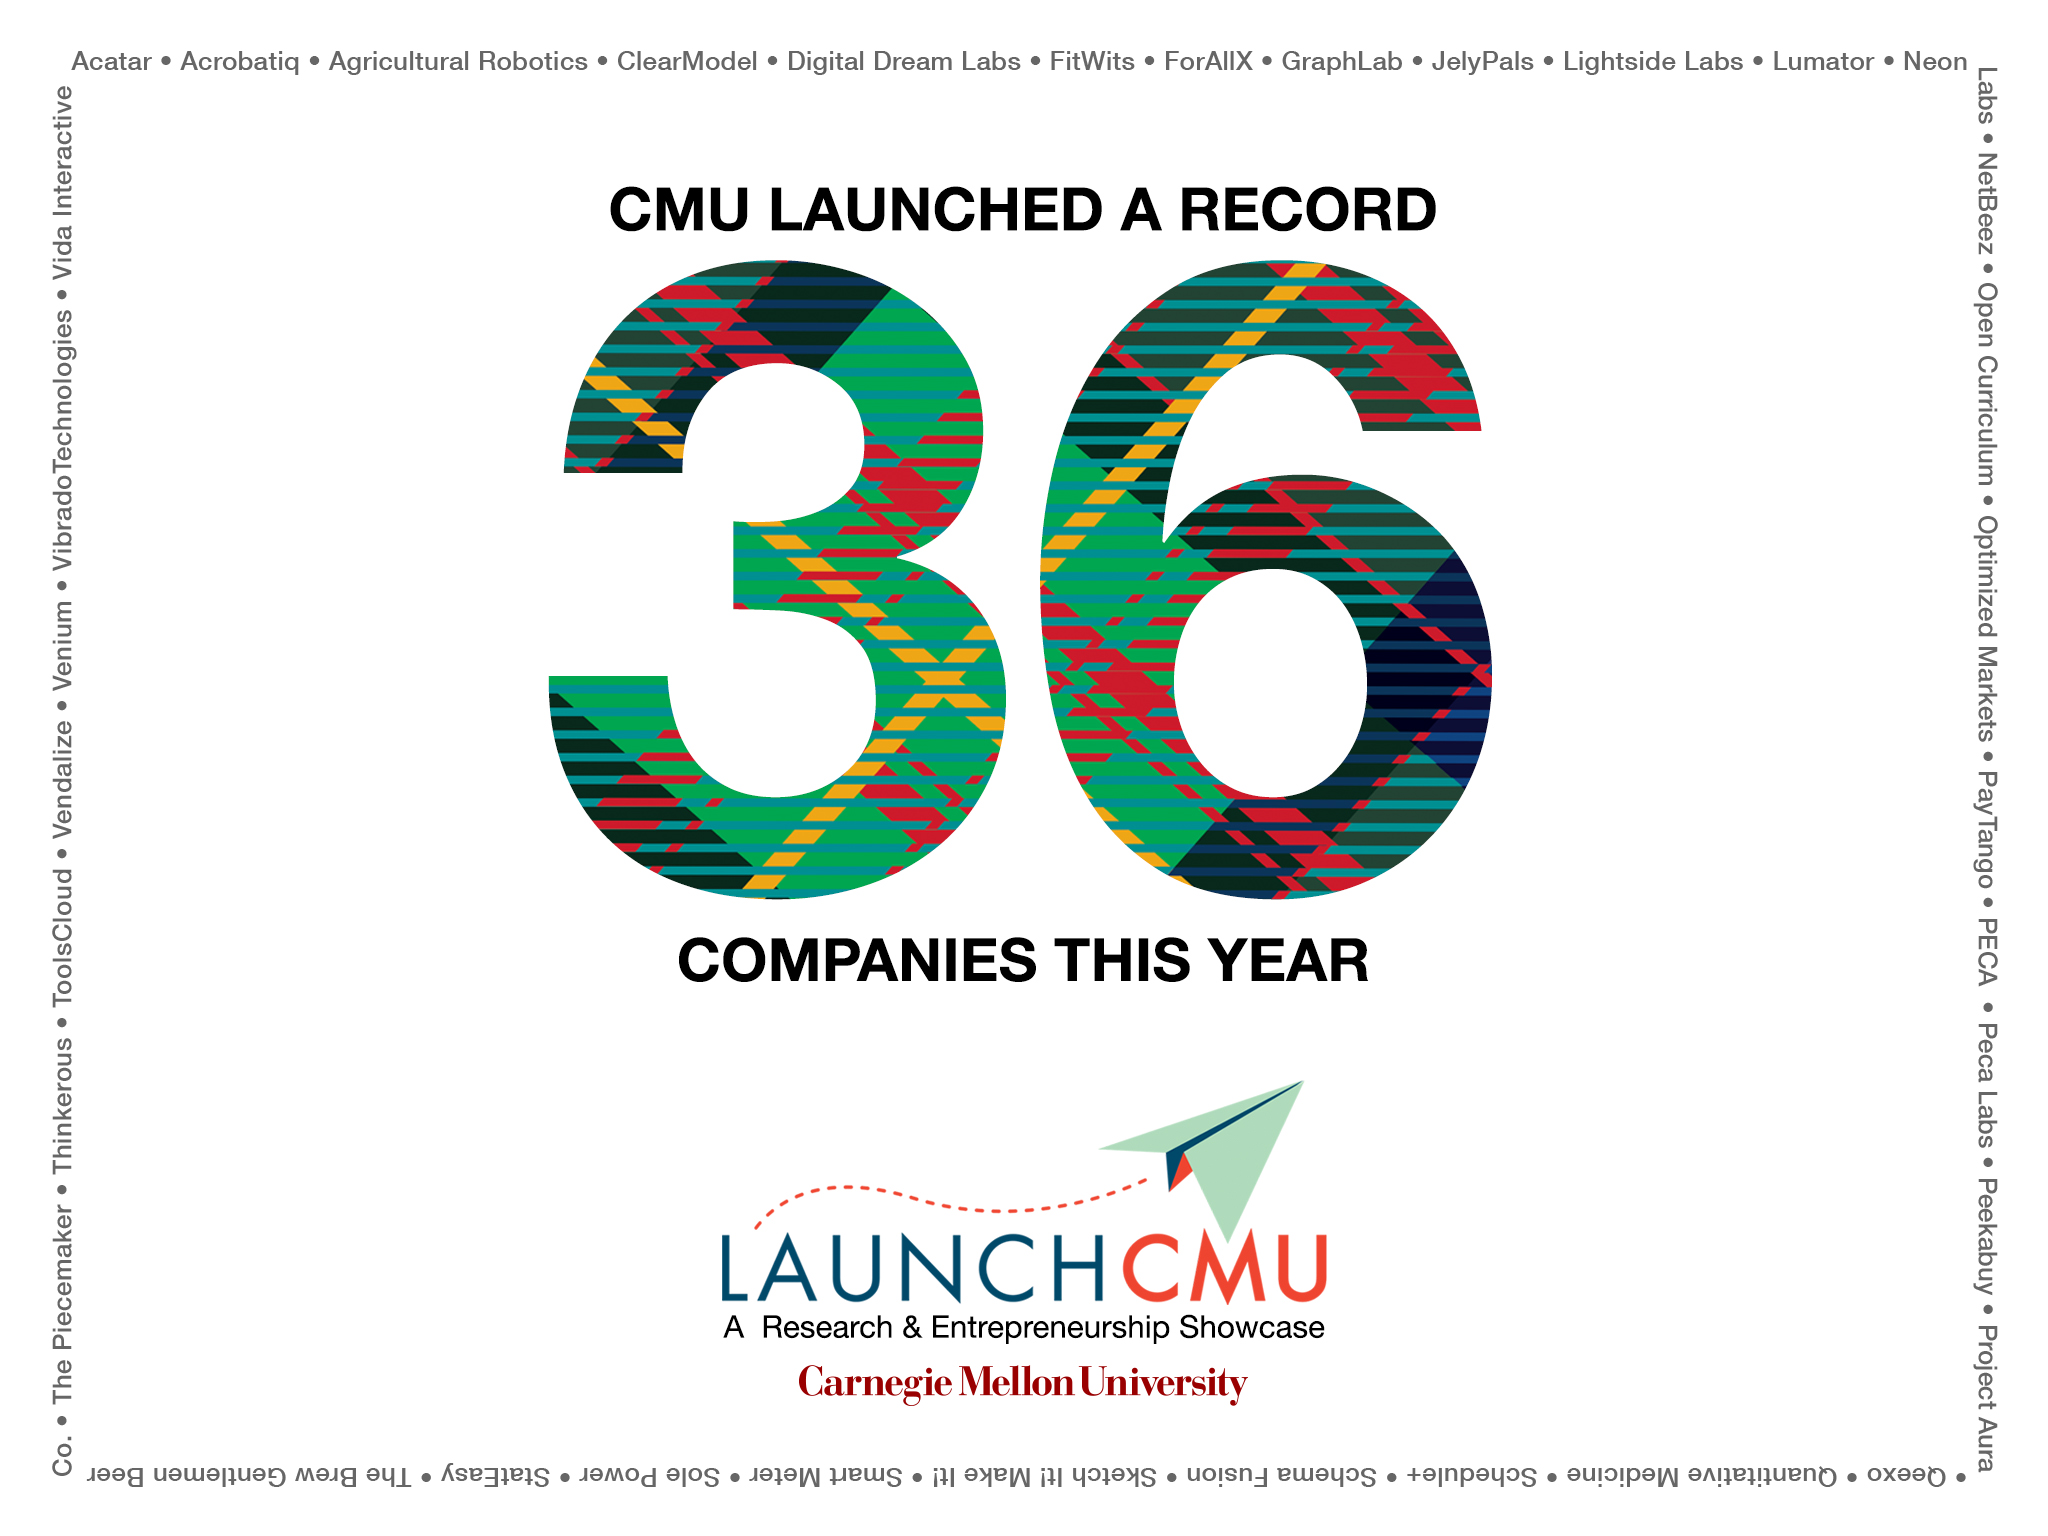 Acatar • Acrobatiq • Agricultural Robotics • ClearModel • Digital Dream Labs • FitWits • ForAllX • GraphLab • JelyPals • Lightside Labs • Lumator • Neon
Labs • NetBeez • Open Curriculum • Optimized Markets • PayTango • PECA • Peca Labs • Peekabuy • Project Aura
• Qeexo • Quantitative Medicine • Schedule+ • Schema Fusion • Sketch It! Make It! • Smart Meter • Sole Power • StatEasy • The Brew Gentlemen Beer
Co. • The Piecemaker • Thinkerous • ToolsCloud • Vendalize • Venium • VibradoTechnologies • Vida Interactive
CMU LAUNCHED A RECORD
36
COMPANIES THIS YEAR
LAUNCHCMU
A Research & Entrepreneurship Showcase
Carnegie Mellon University